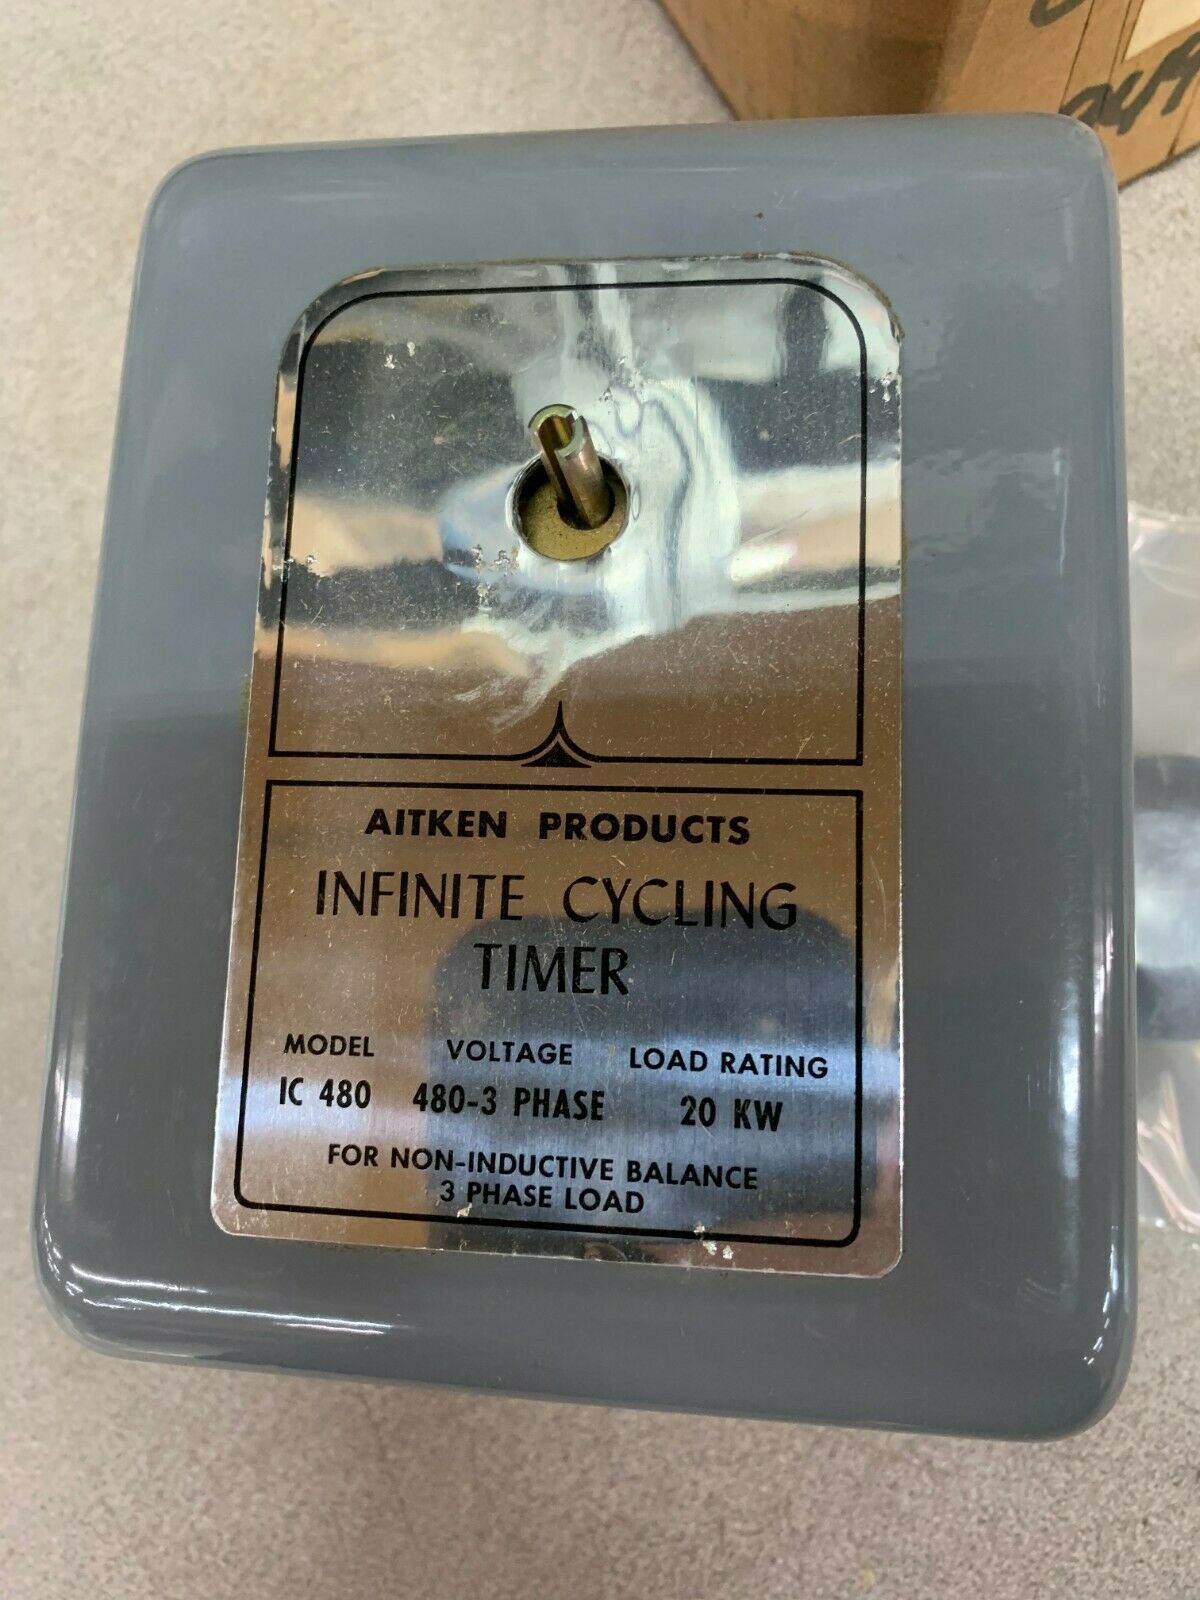 AITKEN PRODUCTS
INFINITE CYCLING
TIMER
MODEL VOLTAGE LOAD RATING
IC 480 480-3 PHASE 20 KW
FOR NON-INDUCTIVE BALANCE
3 PHASE LOAD